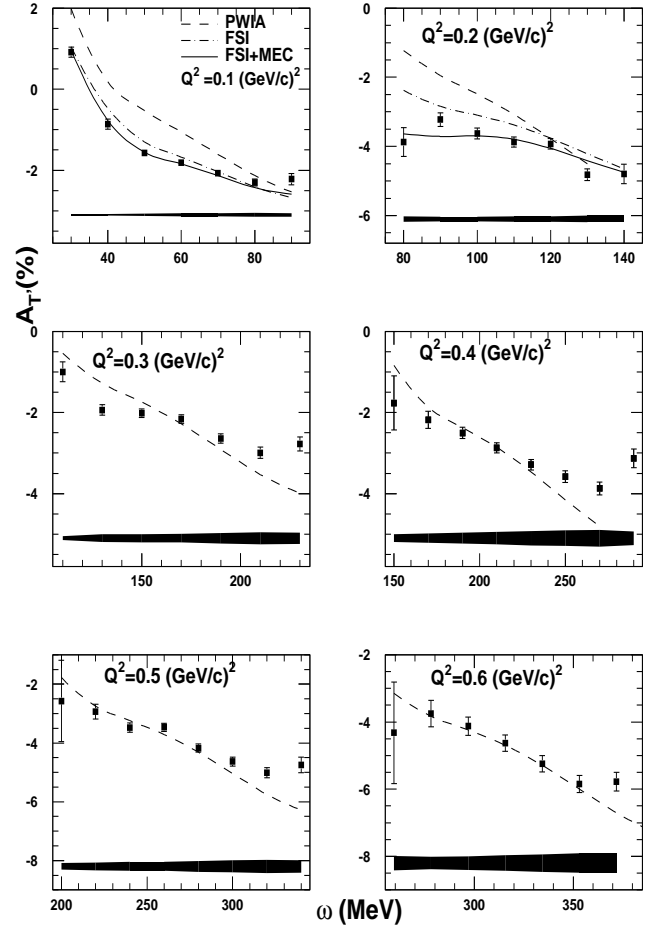 PWIA
FSI
FSI+MEC
Q² =0.1 (GeV/c)²
2
0
-2
40 60 80
Q² =0.2 (GeV/c)²
-2
-4
-6
80 100 120 140
A_T'(%)
Q²=0.3 (GeV/c)²
0
-2
-4
150 200
Q²=0.4 (GeV/c)²
0
-2
-4
150 200 250
Q²=0.5 (GeV/c)²
-2
-4
-6
-8
200 250 300
Q²=0.6 (GeV/c)²
-2
-4
-6
-8
300 350
ω (MeV)